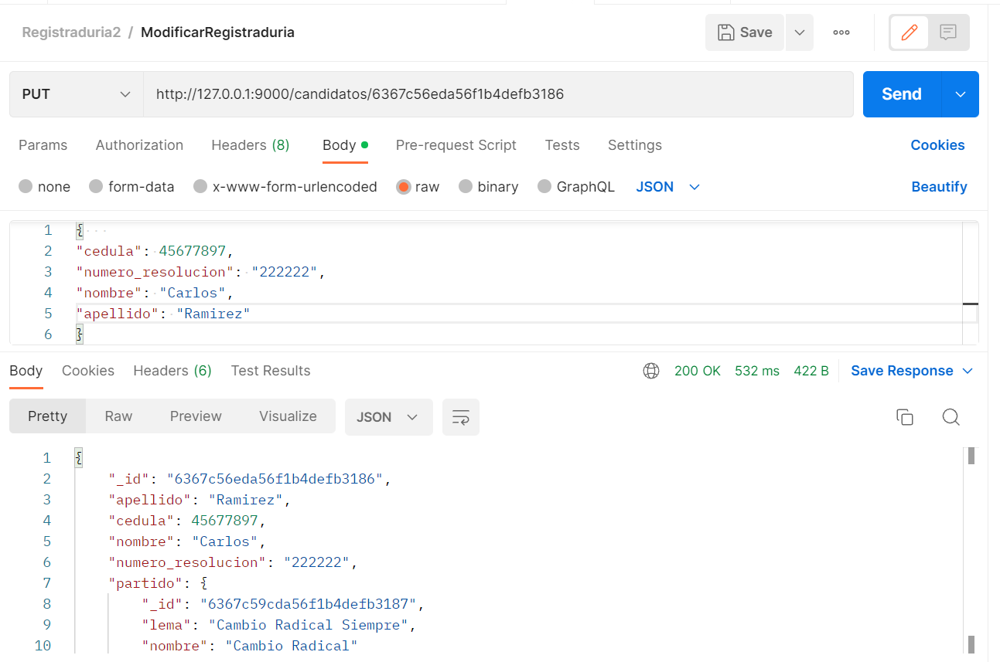 Registraduria2 / ModificarRegistraduria Save
PUT http://127.0.0.1:9000/candidatos/6367c56eda56f1b4defb3186 Send
Params Authorization Headers (8) Body Pre-request Script Tests Settings Cookies
none form-data x-www-form-urlencoded raw binary GraphQL JSON Beautify
1 {
2 "cedula": 45677897,
3 "numero_resolucion": "222222",
4 "nombre": "Carlos",
5 "apellido": "Ramirez"
6 }
Body Cookies Headers (6) Test Results 200 OK 532 ms 422 B Save Response
Pretty Raw Preview Visualize JSON
1 {
2 "_id": "6367c56eda56f1b4defb3186",
3 "apellido": "Ramirez",
4 "cedula": 45677897,
5 "nombre": "Carlos",
6 "numero_resolucion": "222222",
7 "partido": {
8 "_id": "6367c59cda56f1b4defb3187",
9 "lema": "Cambio Radical Siempre",
10 "nombre": "Cambio Radical"